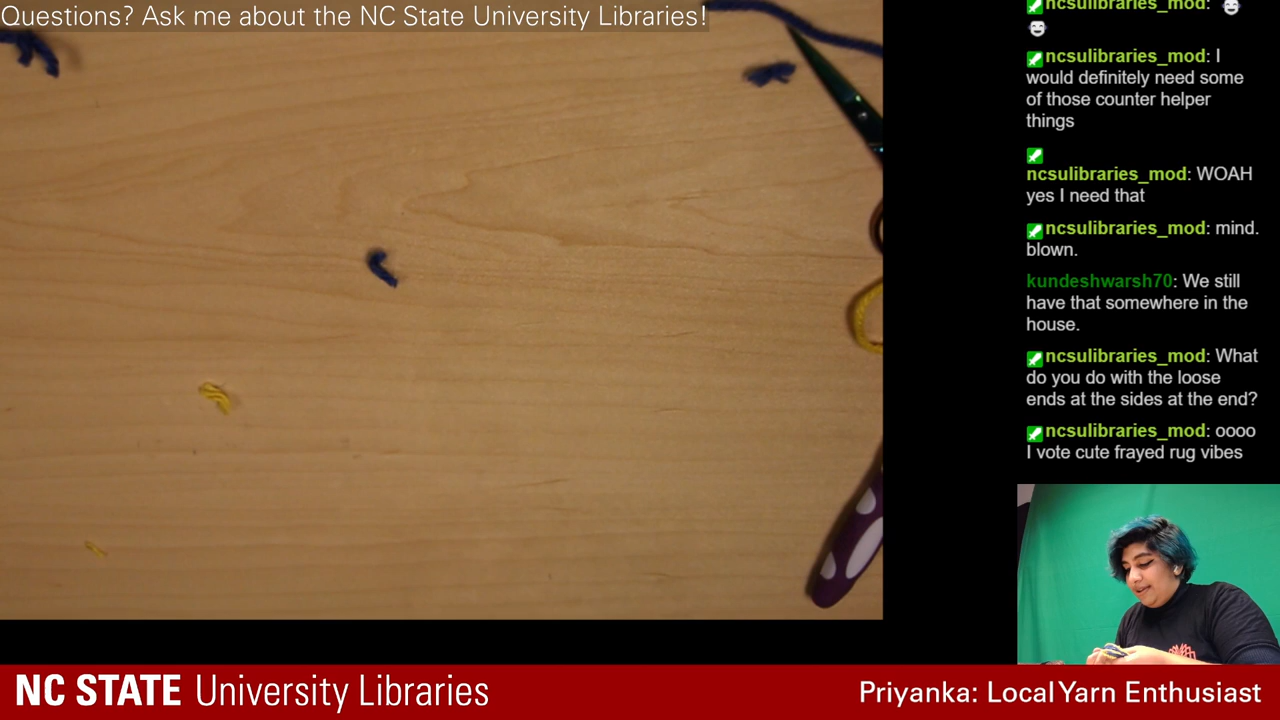 Questions? Ask me about the NC State University Libraries!
ncsulibraries_mod:
ncsulibraries_mod: I
would definitely need some
of those counter helper
things
ncsulibraries_mod: WOAH
yes I need that
ncsulibraries_mod: mind.
blown.
kundeshwarsh70: We still
have that somewhere in the
house.
ncsulibraries_mod: What
do you do with the loose
ends at the sides at the end?
ncsulibraries_mod: oooo
I vote cute frayed rug vibes
NC STATE University Libraries
Priyanka: Local Yarn Enthusiast